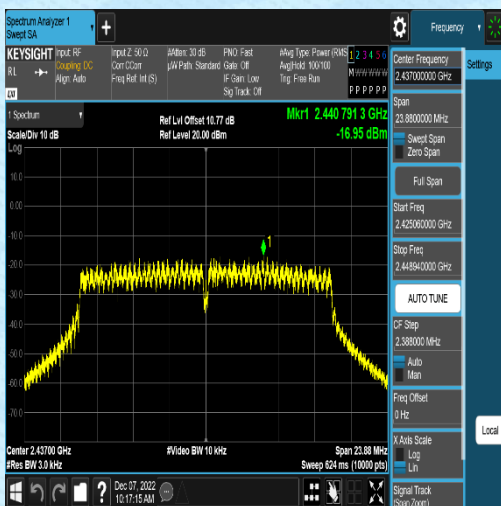 Spectrum Analyzer 1
Swept SA
Frequency
KEYSIGHT
RL
Input: RF
Coupling: DC
Align: Auto
Input Z: 50 Ω
Corr CCorr
Freq Ref: Int (S)
#Atten: 30 dB
µW Path: Standard
PNO: Fast
Gate: Off
IF Gain: Low
Sig Track: Off
#Avg Type: Power (RMS
Avg|Hold: 100/100
Trig: Free Run
1 2 3 4 5 6
M W W W W W
P P P P P P
LW
1 Spectrum
Scale/Div 10 dB
Log
Ref Lvl Offset 10.77 dB
Ref Level 20.00 dBm
Mkr1 2.440 791 3 GHz
-16.95 dBm
10.0
0.00
-10.0
-20.0
-30.0
-40.0
-50.0
-60.0
-70.0
1
Center 2.43700 GHz
#Res BW 3.0 kHz
#Video BW 10 kHz
Span 23.88 MHz
Sweep 624 ms (10000 pts)
Dec 07, 2022
10:17:15 AM
Center Frequency
2.437000000 GHz
Settings
Span
23.8800000 MHz
Swept Span
Zero Span
Full Span
Start Freq
2.425060000 GHz
Stop Freq
2.448940000 GHz
AUTO TUNE
CF Step
2.388000 MHz
Auto
Man
Freq Offset
0 Hz
Local
X Axis Scale
Log
Lin
Signal Track
(Span Zoom)